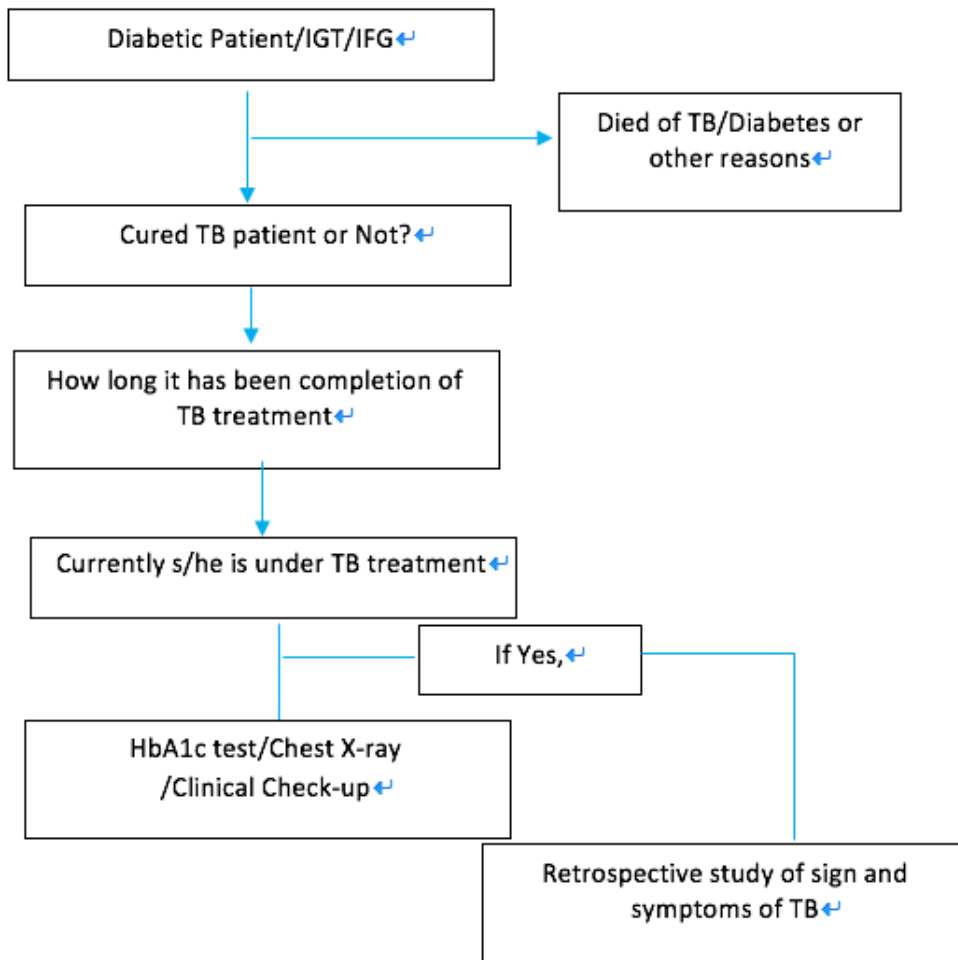 Diabetic Patient/IGT/IFG↵
Died of TB/Diabetes or
other reasons↵
Cured TB patient or Not?↵
How long it has been completion of
TB treatment↵
Currently s/he is under TB treatment↵
If Yes,↵
HbA1c test/Chest X-ray
/Clinical Check-up↵
Retrospective study of sign and
symptoms of TB↵